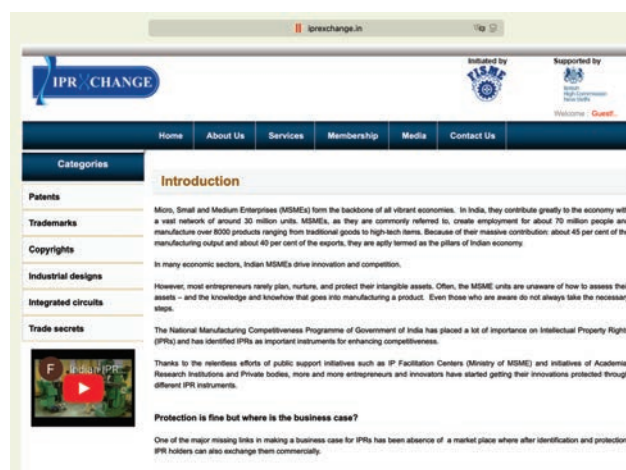 iprexchange.in
IPR XCHANGE
Initiated by
FISME
Supported by
British
High Commission
New Delhi
Welcome : Guest!..
Home About Us Services Membership Media Contact Us
Categories
Patents
Trademarks
Copyrights
Industrial designs
Integrated circuits
Trade secrets
F Indian IPR
Introduction
Micro, Small and Medium Enterprises (MSMEs) form the backbone of all vibrant economies. In India, they contribute greatly to the economy with
a vast network of around 30 million units. MSMEs, as they are commonly referred to, create employment for about 70 million people and
manufacture over 8000 products ranging from traditional goods to high-tech items. Because of their massive contribution: about 45 per cent of the
manufacturing output and about 40 per cent of the exports, they are aptly termed as the pillars of Indian economy.
In many economic sectors, Indian MSMEs drive innovation and competition.
However, most entrepreneurs rarely plan, nurture, and protect their intangible assets. Often, the MSME units are unaware of how to assess their
assets – and the knowledge and knowhow that goes into manufacturing a product. Even those who are aware do not always take the necessary
steps.
The National Manufacturing Competitiveness Programme of Government of India has placed a lot of importance on Intellectual Property Right
(IPRs) and has identified IPRs as important instruments for enhancing competitiveness.
Thanks to the relentless efforts of public support initiatives such as IP Facilitation Centers (Ministry of MSME) and initiatives of Academia
Research Institutions and Private bodies, more and more entrepreneurs and innovators have started getting their innovations protected through
different IPR instruments.
Protection is fine but where is the business case?
One of the major missing links in making a business case for IPRs has been absence of a market place where after identification and protection
IPR holders can also exchange them commercially.